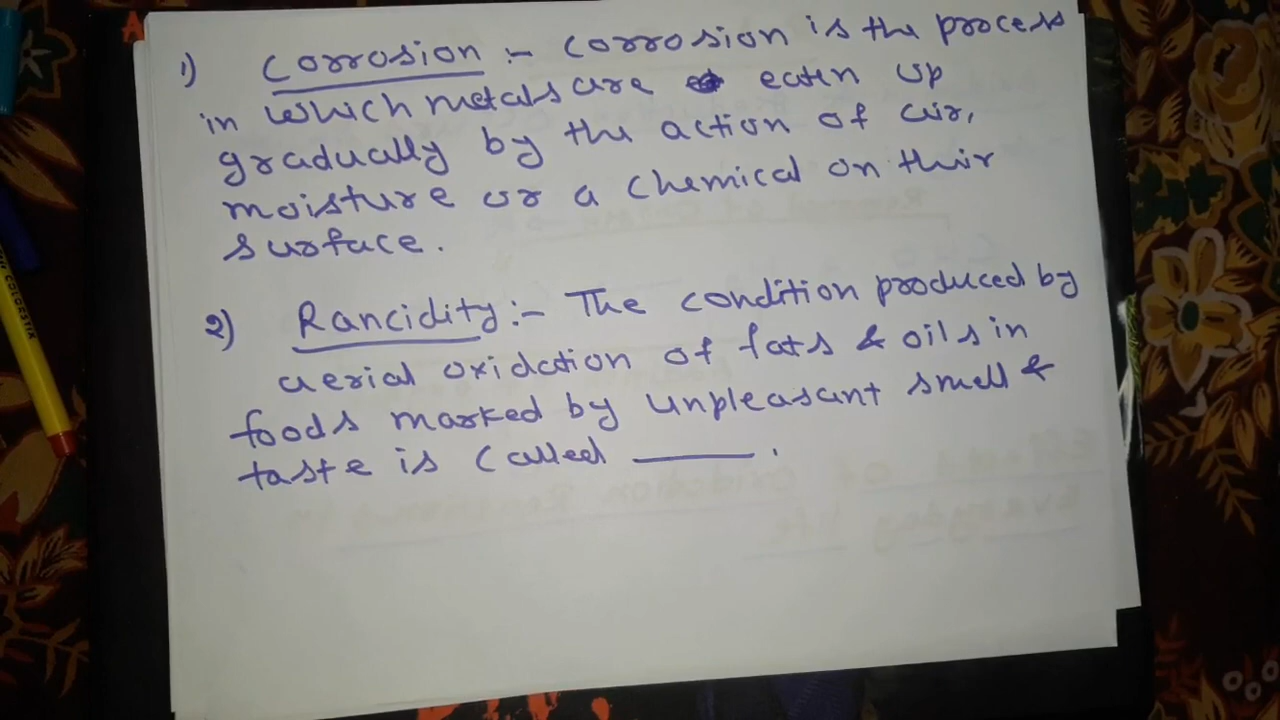 1) Corrosion :- Corrosion is the process
in which metals are eaten up
gradually by the action of air,
moisture or a chemical on their
surface.
2) Rancidity :- The condition produced by
aerial oxidation of fats & oils in
foods marked by unpleasant smell &
taste is called ———.